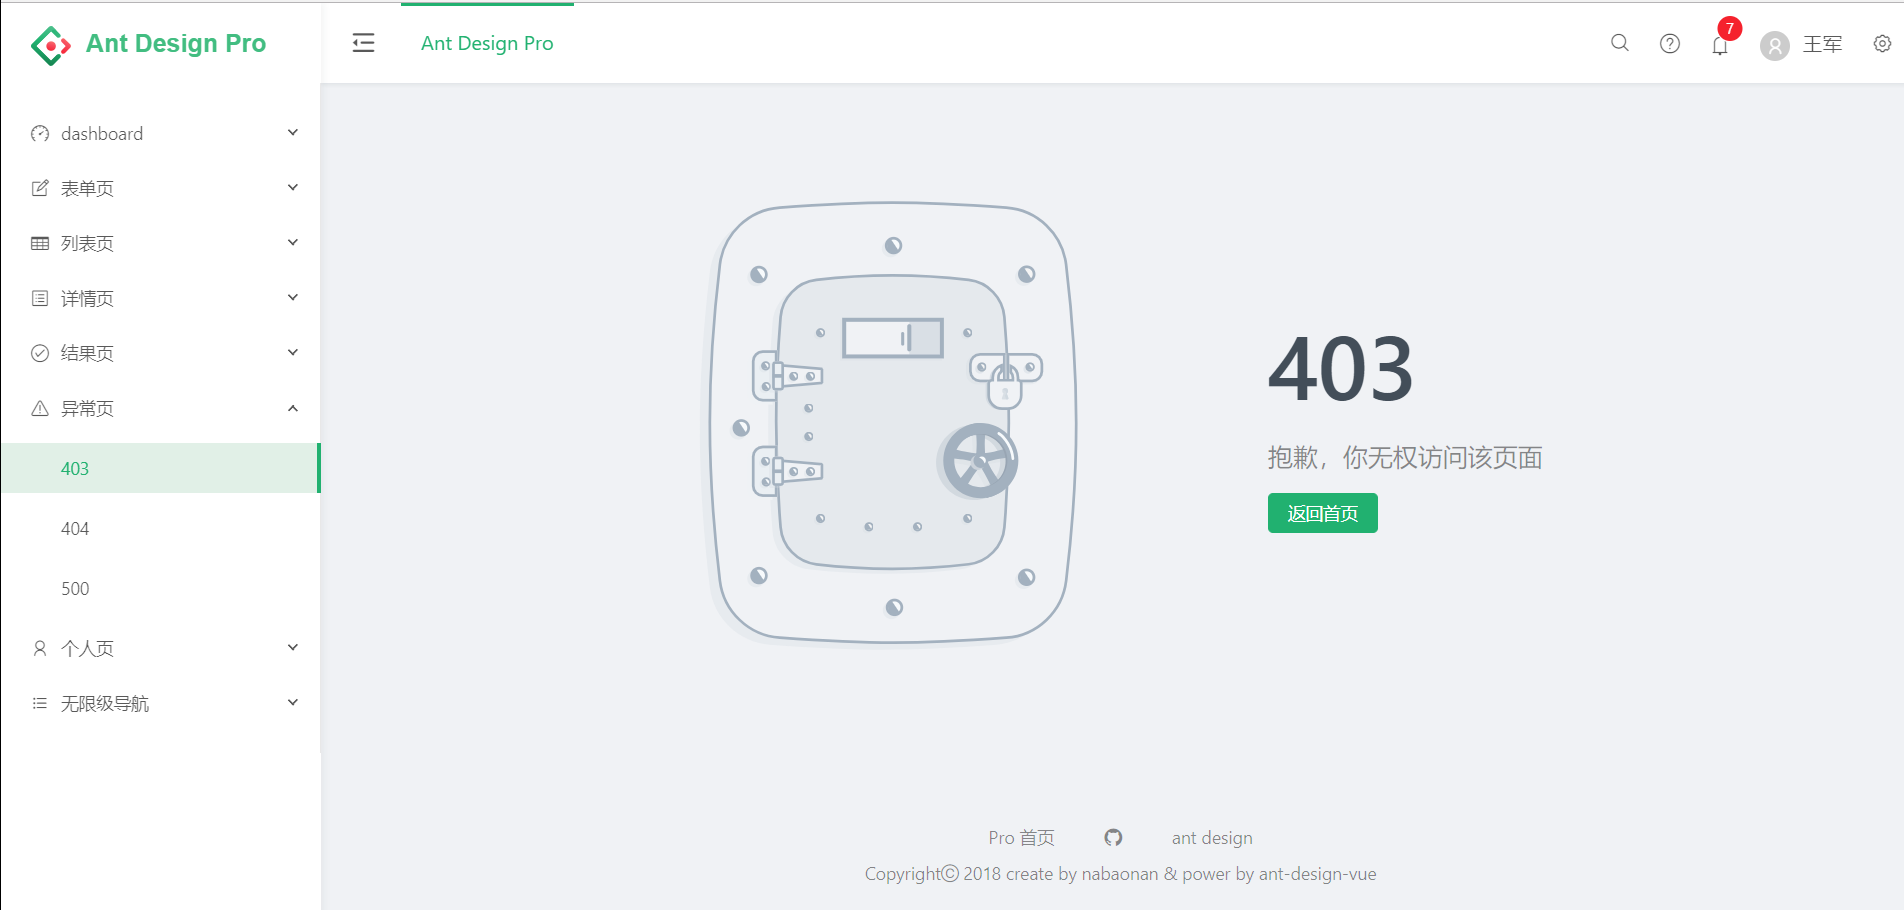 Ant Design Pro
Ant Design Pro
7
王军
dashboard
表单页
列表页
详情页
结果页
异常页
403
404
500
个人页
无限级导航
403
抱歉，你无权访问该页面
返回首页
Pro 首页
ant design
Copyright© 2018 create by nabaonan & power by ant-design-vue